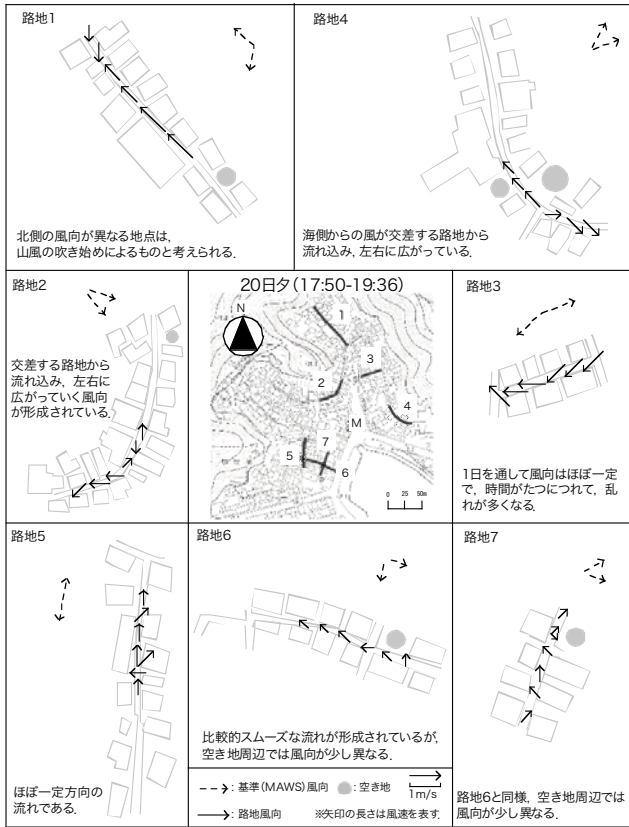 路地1
北側の風向が異なる地点は,
山風の吹き始めによるものと考えられる.
路地4
海側からの風が交差する路地から
流れ込み, 左右に広がっている.
路地2
交差する路地から
流れ込み, 左右に
広がっていく風向
が形成されている.
20日夕(17:50-19:36)
N
1
2
3
4
M
5
7
6
0 25 50m
路地3
1日を通して風向はほぼ一定
で, 時間がたつにつれて, 乱
れが多くなる.
路地5
ほぼ一定方向の
流れである.
路地6
比較的スムーズな流れが形成されているが,
空き地周辺では風向が少し異なる.
: 基準(MAWS)風向
: 空き地
1m/s
: 路地風向
※矢印の長さは風速を表す.
路地7
路地6と同様, 空き地周辺では
風向が少し異なる.